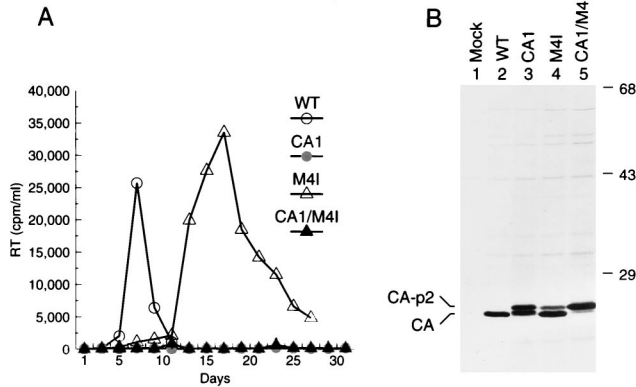 A
B
Mock
WT
CA1
M4I
CA1/M4
1 2 3 4 5
40,000
35,000
30,000
25,000
20,000
15,000
10,000
5,000
0
RT (cpm/ml)
1 5 10 15 20 25 30
Days
WT
CA1
M4I
CA1/M4I
68
43
29
CA-p2
CA